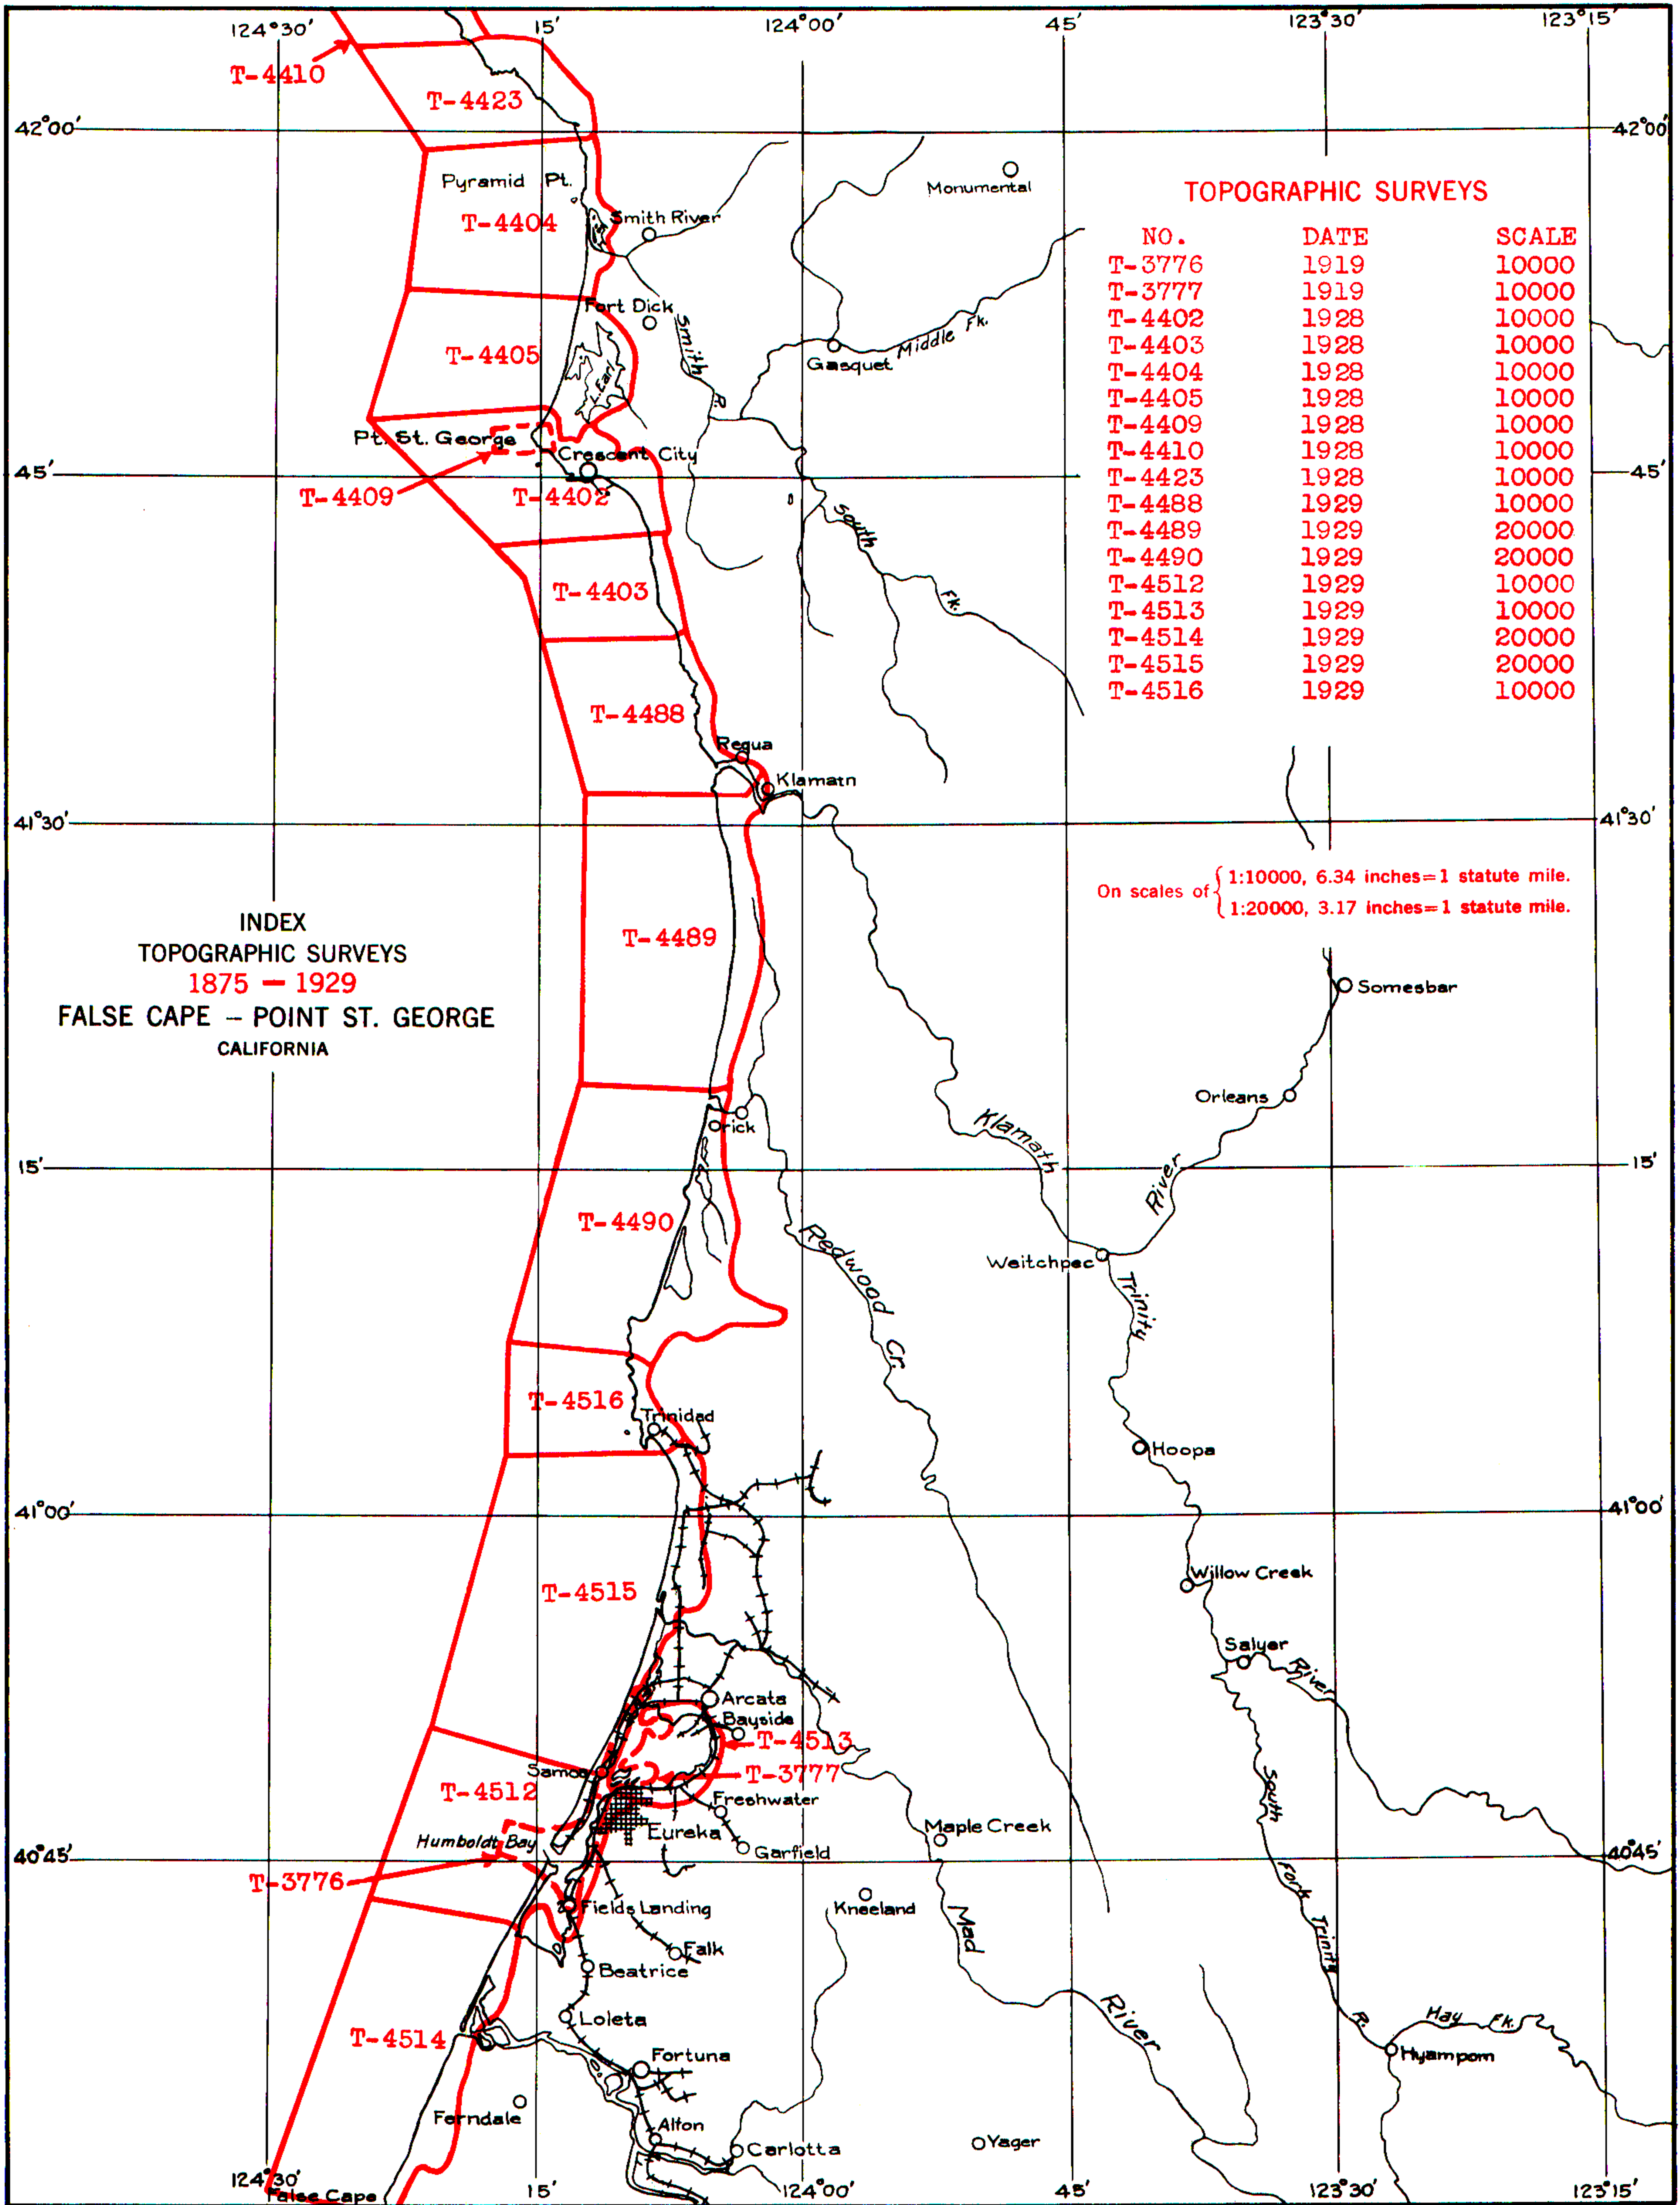 124°30'
15'
124°00'
45'
123°30'
123°15'
T-4410
T-4423
42°00'
42°00'
Pyramid Pt.
T-4404
Smith River
Monumental
TOPOGRAPHIC SURVEYS
NO. DATE SCALE
T-3776 1919 10000
T-3777 1919 10000
T-4402 1928 10000
T-4403 1928 10000
T-4404 1928 10000
T-4405 1928 10000
T-4409 1928 10000
T-4410 1928 10000
T-4423 1928 10000
T-4488 1929 10000
T-4489 1929 20000
T-4490 1929 20000
T-4512 1929 10000
T-4513 1929 10000
T-4514 1929 20000
T-4515 1929 20000
T-4516 1929 10000
Fort Dick
Smith R.
Gasquet
Middle Fk.
T-4405
L. Earl
Pt. St. George
Crescent City
45'
45'
T-4409
T-4402
South Fk.
T-4403
T-4488
Requa
Klamath
41°30'
41°30'
On scales of
1:10000, 6.34 inches=1 statute mile.
1:20000, 3.17 inches=1 statute mile.
INDEX
TOPOGRAPHIC SURVEYS
1875 — 1929
FALSE CAPE – POINT ST. GEORGE
CALIFORNIA
T-4489
Somesbar
Orleans
Orick
Klamath River
15'
15'
T-4490
Redwood Cr.
Weitchpec
Trinity
T-4516
Trinidad
Hoopa
41°00'
41°00'
T-4515
Willow Creek
Salyer
River
Arcata
Bayside
T-4513
Samoa
T-3777
T-4512
Freshwater
Eureka
Maple Creek
Humboldt Bay
Garfield
South Fork Trinity R.
40°45'
40°45'
T-3776
Fields Landing
Kneeland
Mad River
Falk
Beatrice
Loleta
T-4514
Hay Fk.
Hyampom
Fortuna
Ferndale
Alton
Carlotta
Yager
124°30'
15'
124°00'
45'
123°30'
123°15'
False Cape